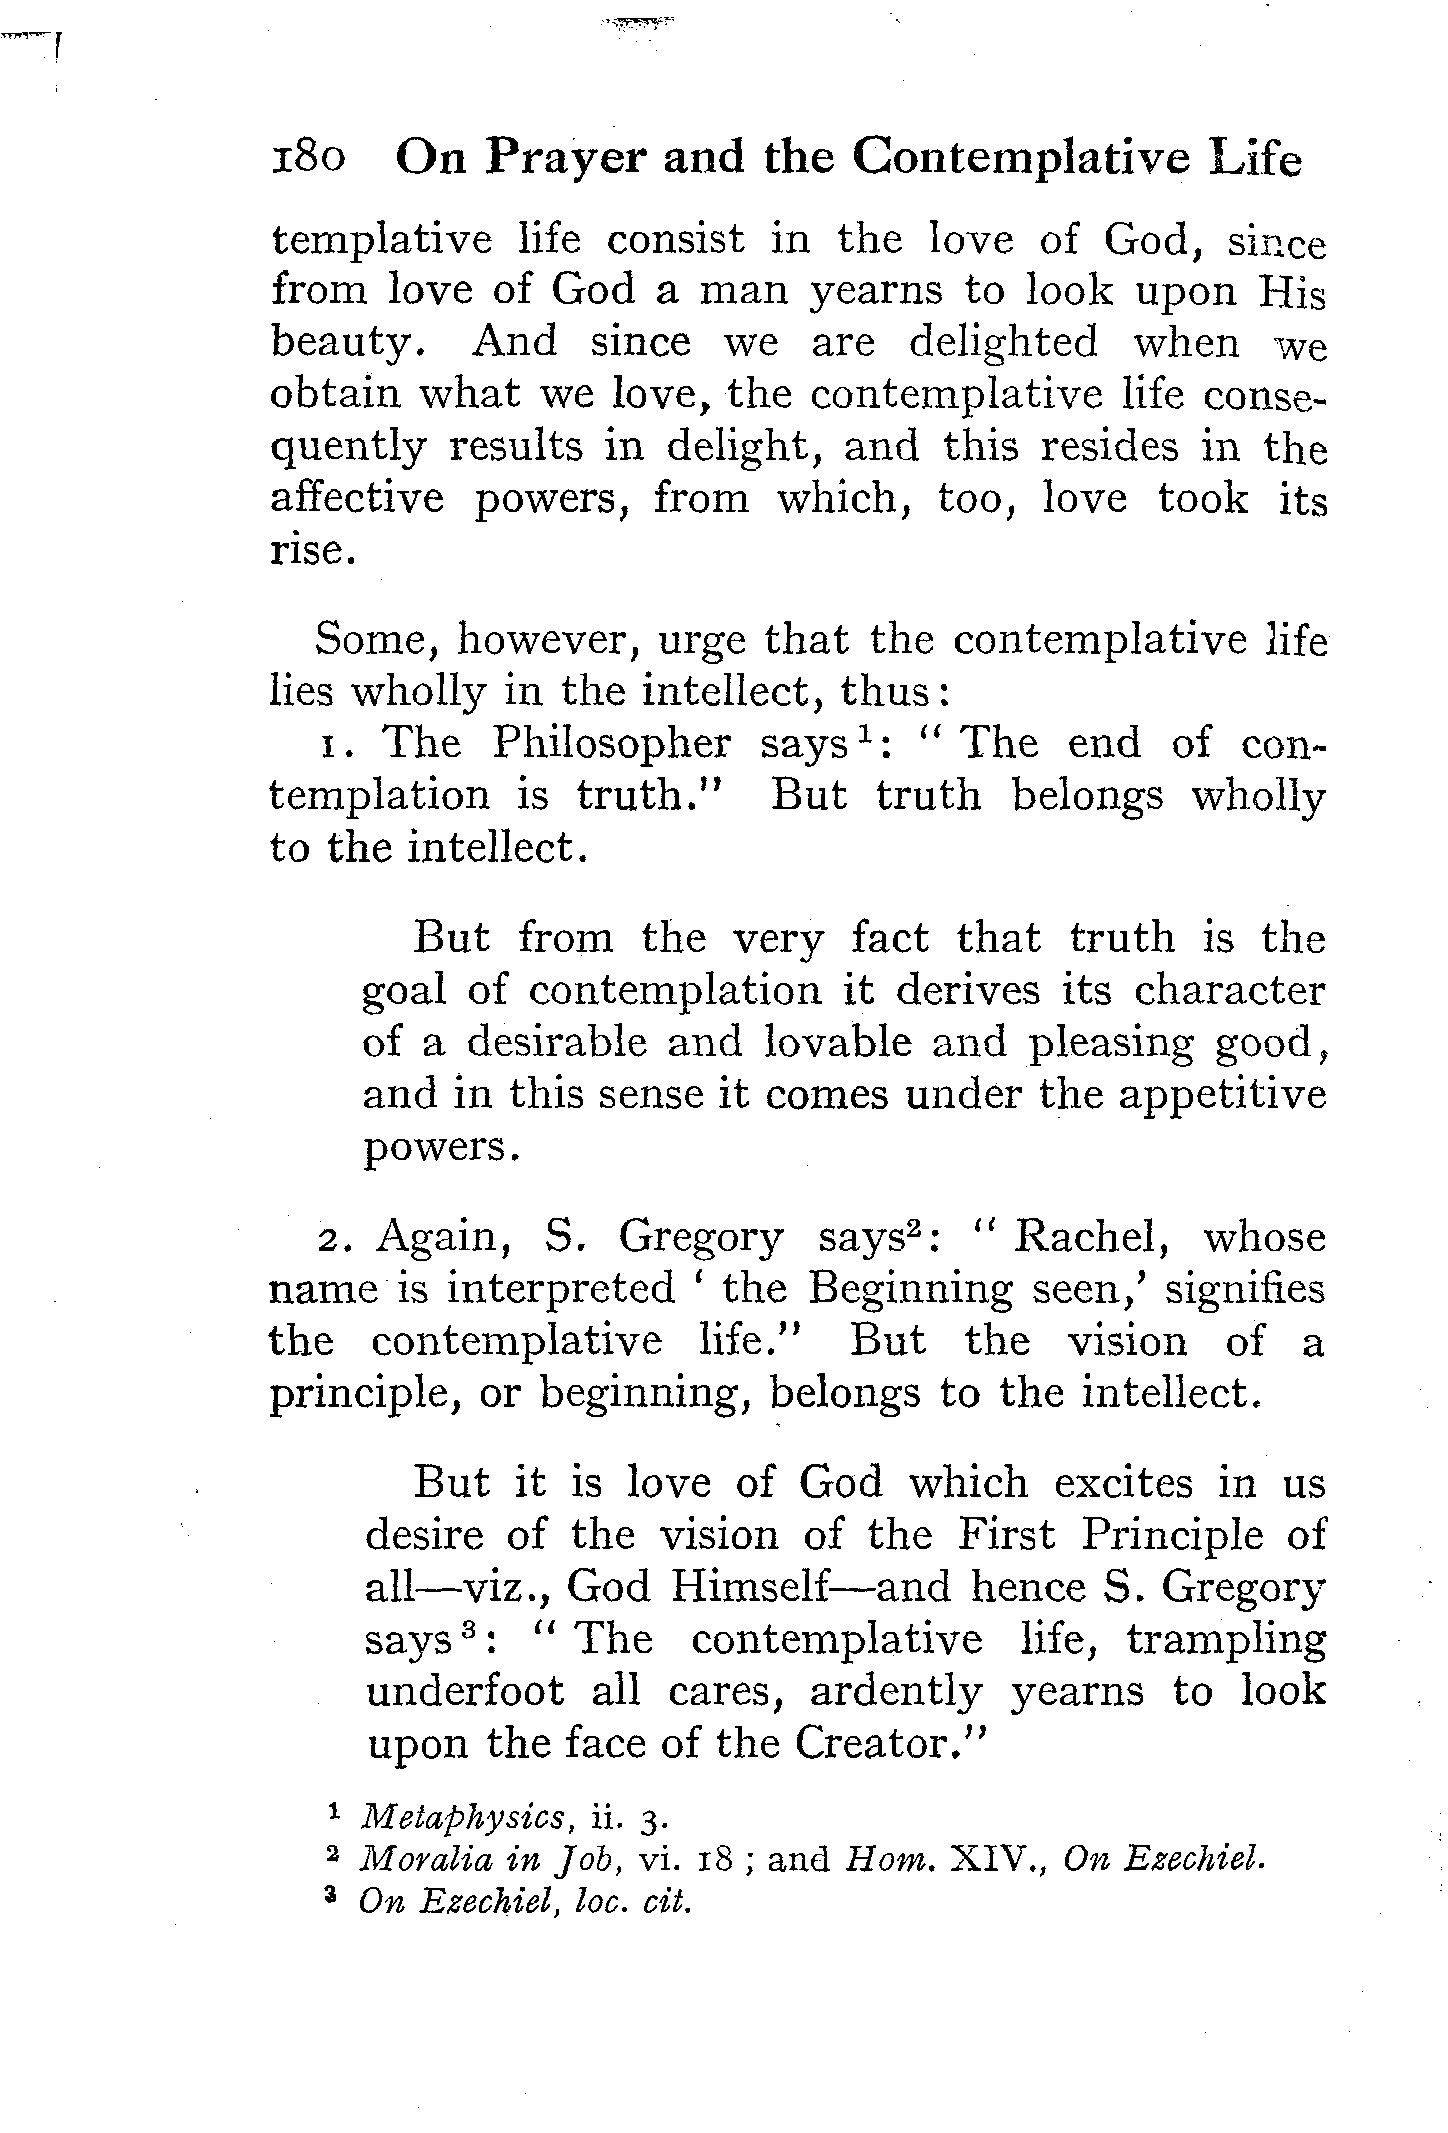 180 On Prayer and the Contemplative Life
templative life consist in the love of God, since
from love of God a man yearns to look upon His
beauty. And since we are delighted when we
obtain what we love, the contemplative life conse-
quently results in delight, and this resides in the
affective powers, from which, too, love took its
rise.
Some, however, urge that the contemplative life
lies wholly in the intellect, thus:
1. The Philosopher says ¹: " The end of con-
templation is truth." But truth belongs wholly
to the intellect.
But from the very fact that truth is the
goal of contemplation it derives its character
of a desirable and lovable and pleasing good,
and in this sense it comes under the appetitive
powers.
2. Again, S. Gregory says²: " Rachel, whose
name is interpreted ' the Beginning seen,' signifies
the contemplative life." But the vision of a
principle, or beginning, belongs to the intellect.
But it is love of God which excites in us
desire of the vision of the First Principle of
all—viz., God Himself—and hence S. Gregory
says ³: " The contemplative life, trampling
underfoot all cares, ardently yearns to look
upon the face of the Creator."
¹ Metaphysics, ii. 3.
² Moralia in Job, vi. 18 ; and Hom. XIV., On Ezechiel.
³ On Ezechiel, loc. cit.